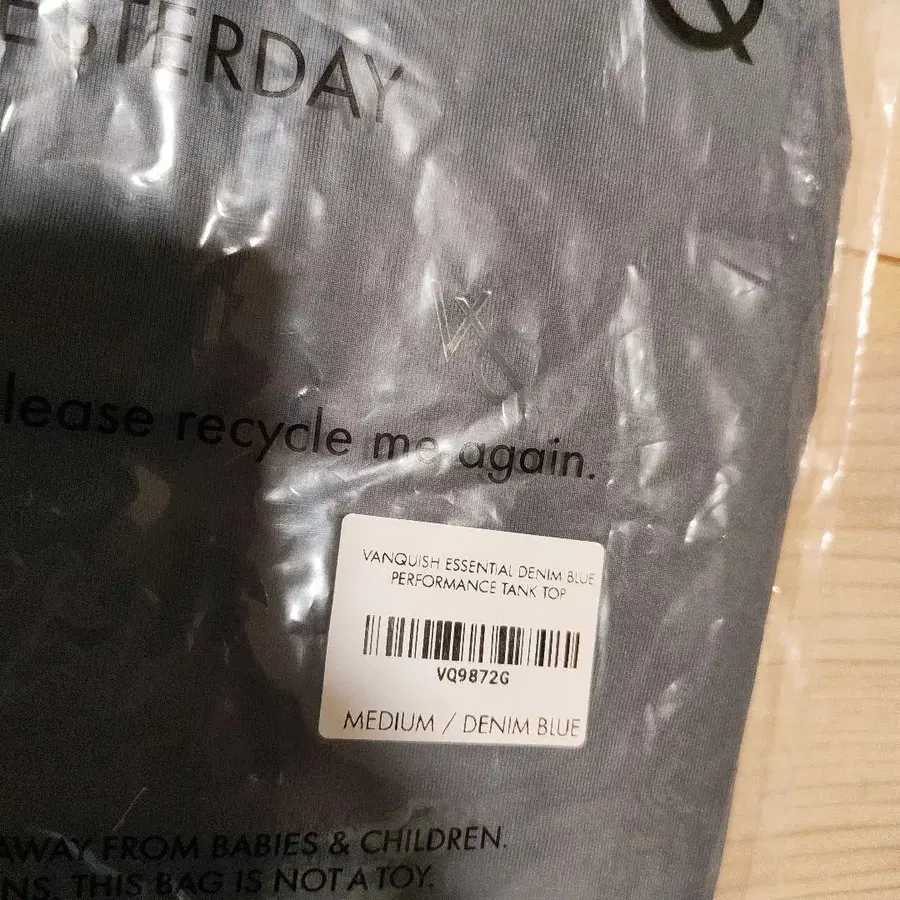 ESTERDAY
lease recycle me again.
VANQUISH ESSENTIAL DENIM BLUE
PERFORMANCE TANK TOP
VQ9872G
MEDIUM / DENIM BLUE
AWAY FROM BABIES & CHILDREN.
NS. THIS BAG IS NOT A TOY.